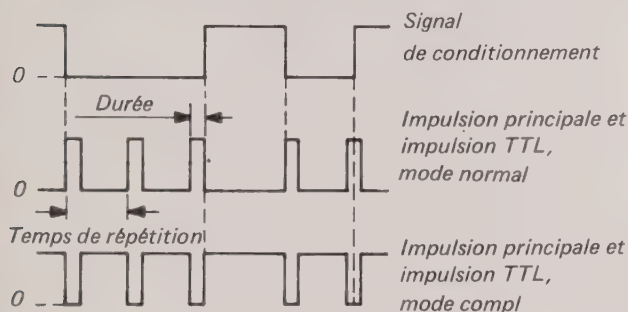 Signal
de conditionnement
0
Durée
Impulsion principale et
impulsion TTL,
mode normal
0
Temps de répétition
Impulsion principale et
impulsion TTL,
mode compl
0